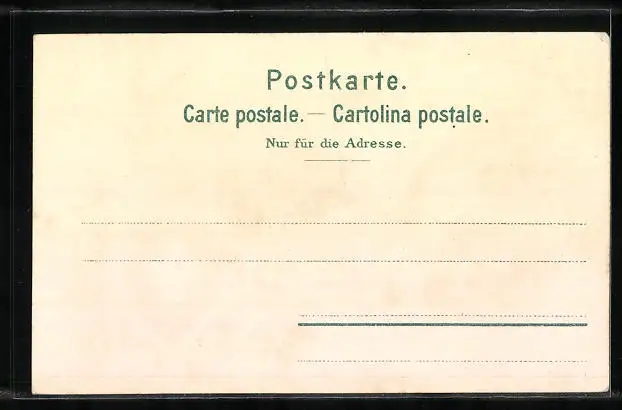 Postkarte.
Carte postale. — Cartolina postale.
Nur für die Adresse.